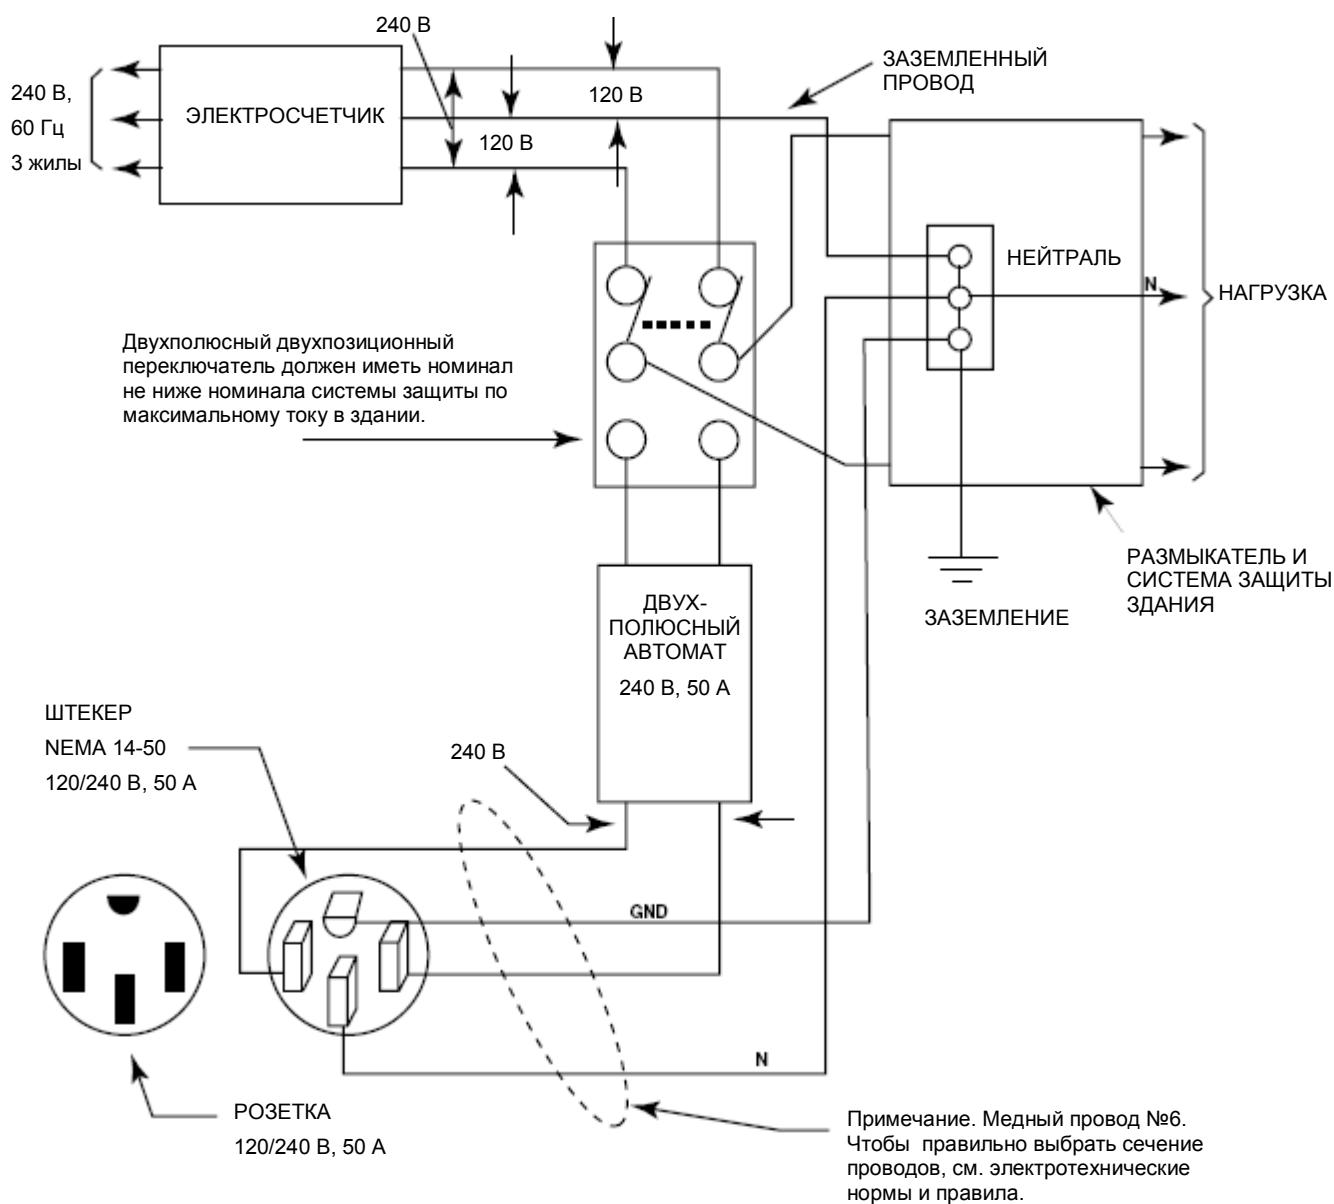 240 В
ЗАЗЕМЛЕННЫЙ
ПРОВОД
240 В,
60 Гц
3 жилы
ЭЛЕКТРОСЧЕТЧИК
120 В
120 В
НЕЙТРАЛЬ
N
НАГРУЗКА
Двухполюсный двухпозиционный
переключатель должен иметь номинал
не ниже номинала системы защиты по
максимальному току в здании.
РАЗМЫКАТЕЛЬ И
СИСТЕМА ЗАЩИТЫ
ЗДАНИЯ
ЗАЗЕМЛЕНИЕ
ДВУХ-
ПОЛЮСНЫЙ
АВТОМАТ
240 В, 50 А
ШТЕКЕР
NEMA 14-50
120/240 В, 50 А
240 В
GND
N
РОЗЕТКА
120/240 В, 50 А
Примечание. Медный провод №6.
Чтобы правильно выбрать сечение
проводов, см. электротехнические
нормы и правила.